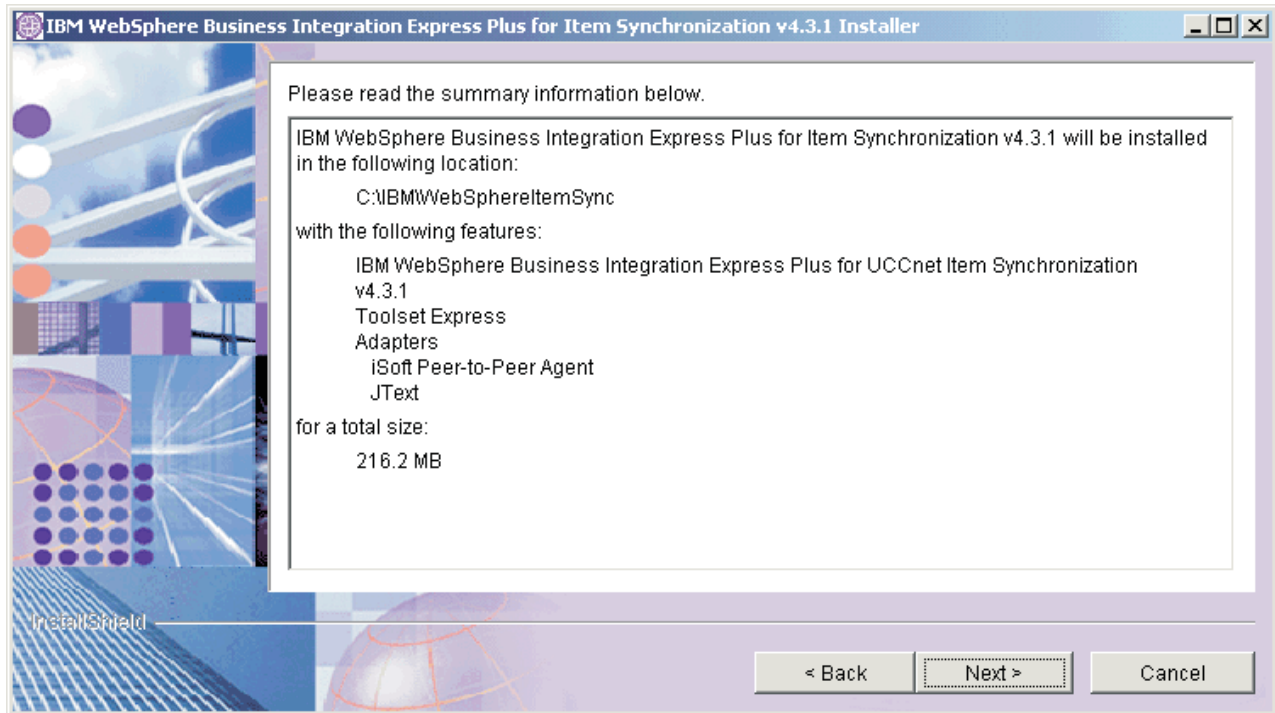 IBM WebSphere Business Integration Express Plus for Item Synchronization v4.3.1 Installer
Please read the summary information below.
IBM WebSphere Business Integration Express Plus for Item Synchronization v4.3.1 will be installed
in the following location:
C:\IBM\WebSphereItemSync
with the following features:
IBM WebSphere Business Integration Express Plus for UCCnet Item Synchronization
v4.3.1
Toolset Express
Adapters
iSoft Peer-to-Peer Agent
JText
for a total size:
216.2 MB
InstallShield
< Back Next > Cancel